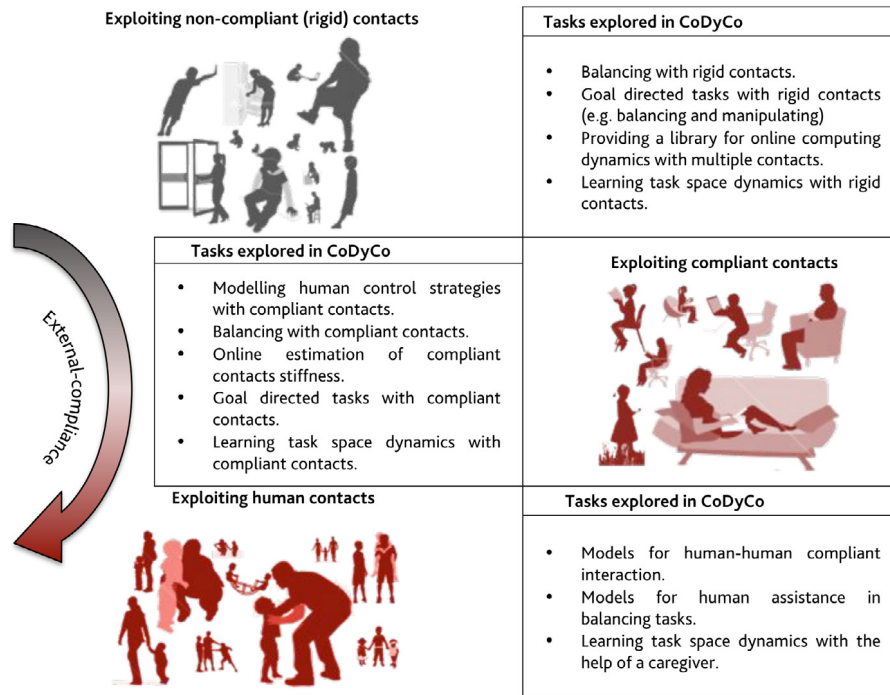 Exploiting non-compliant (rigid) contacts
Tasks explored in CoDyCo
• Balancing with rigid contacts.
• Goal directed tasks with rigid contacts
(e.g. balancing and manipulating)
• Providing a library for online computing
dynamics with multiple contacts.
• Learning task space dynamics with rigid
contacts.
External-compliance
Tasks explored in CoDyCo
• Modelling human control strategies
with compliant contacts.
• Balancing with compliant contacts.
• Online estimation of compliant
contacts stiffness.
• Goal directed tasks with compliant
contacts.
• Learning task space dynamics with
compliant contacts.
Exploiting compliant contacts
Exploiting human contacts
Tasks explored in CoDyCo
• Models for human-human compliant
interaction.
• Models for human assistance in
balancing tasks.
• Learning task space dynamics with the
help of a caregiver.